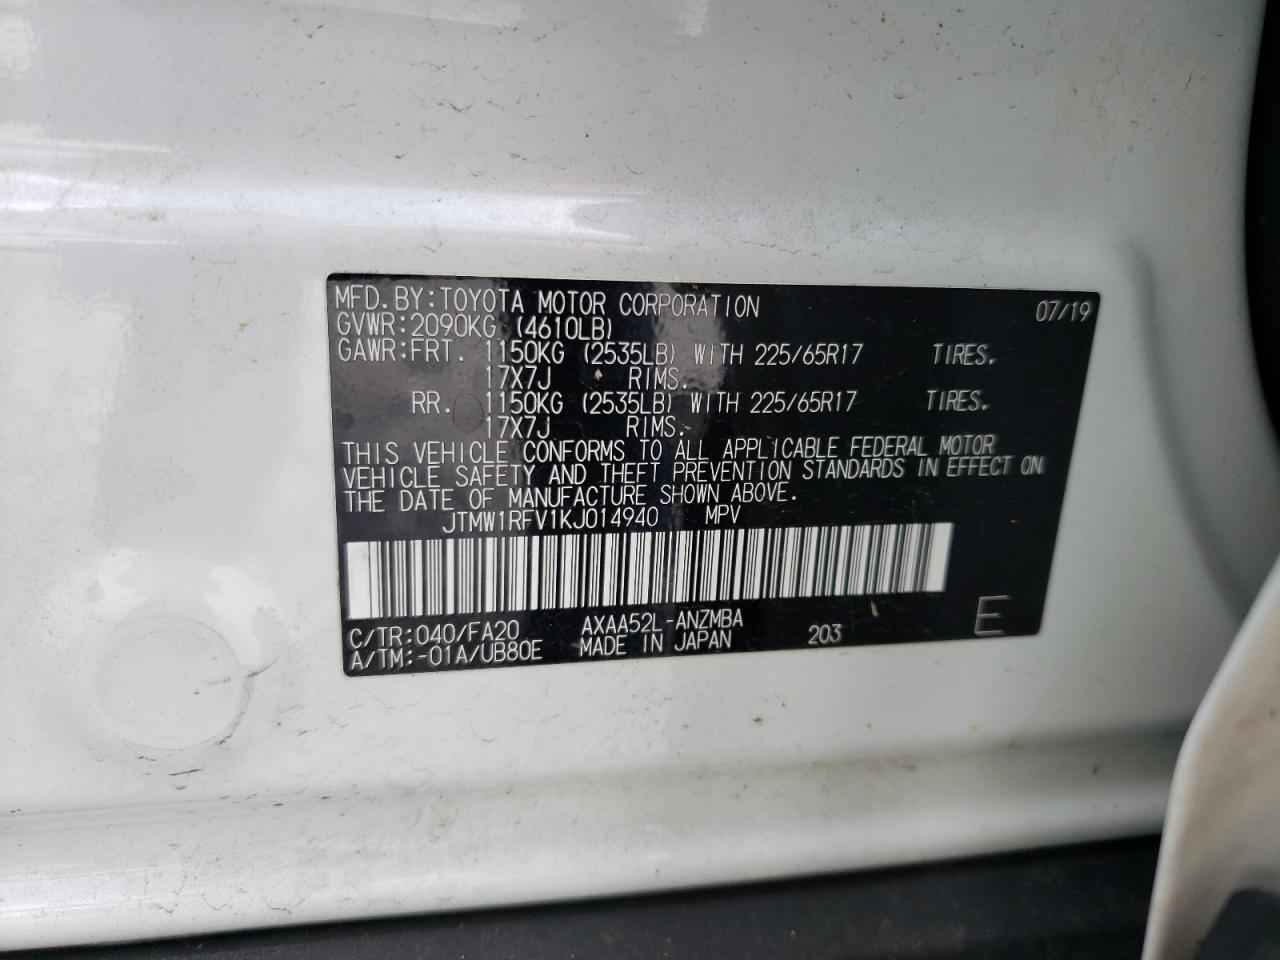 MFD.BY:TOYOTA MOTOR CORPORATION 07/19
GVWR:2090KG (4610LB)
GAWR:FRT. 1150KG (2535LB) WITH 225/65R17 TIRES.
17X7J RIMS.
RR. 1150KG (2535LB) WITH 225/65R17 TIRES.
17X7J RIMS.
THIS VEHICLE CONFORMS TO ALL APPLICABLE FEDERAL MOTOR
VEHICLE SAFETY AND THEFT PREVENTION STANDARDS IN EFFECT ON
THE DATE OF MANUFACTURE SHOWN ABOVE.
JTMW1RFV1KJ014940 MPV
C/TR:040/FA20 AXAA52L-ANZMBA
A/TM:-01A/UB80E MADE IN JAPAN 203 E